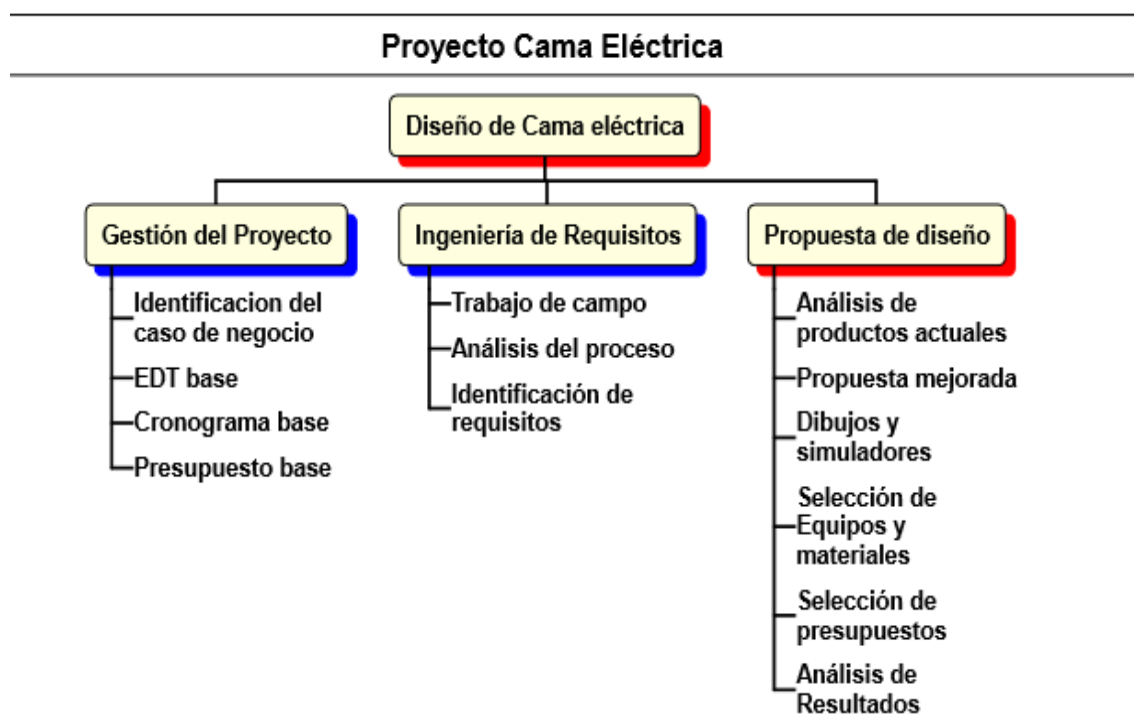 Proyecto Cama Eléctrica
Diseño de Cama eléctrica
Gestión del Proyecto
Identificacion del
caso de negocio
EDT base
Cronograma base
Presupuesto base
Ingeniería de Requisitos
Trabajo de campo
Análisis del proceso
Identificación de
requisitos
Propuesta de diseño
Análisis de
productos actuales
Propuesta mejorada
Dibujos y
simuladores
Selección de
Equipos y
materiales
Selección de
presupuestos
Análisis de
Resultados